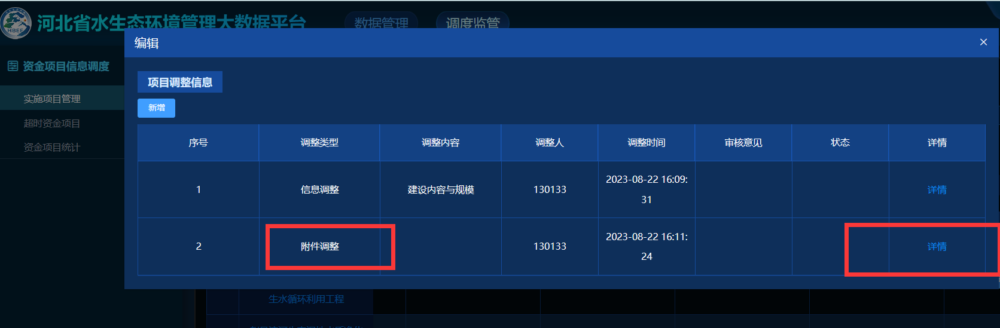 河北省水生态环境管理大数据平台
数据管理
调度监管
HBEE
编辑
资金项目信息调度
实施项目管理
超时资金项目
资金项目统计
项目调整信息
新增
序号 调整类型 调整内容 调整人 调整时间 审核意见 状态 详情
1 信息调整 建设内容与规模 130133 2023-08-22 16:09:
31 详情
2 附件调整 130133 2023-08-22 16:11:
24 详情
生水循环利用工程